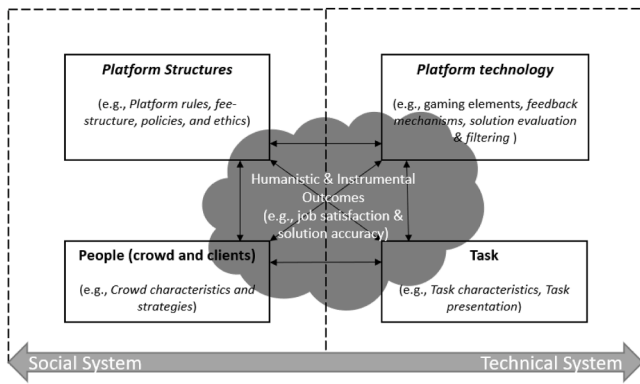 Platform Structures
(e.g., Platform rules, fee-
structure, policies, and ethics)
Platform technology
(e.g., gaming elements, feedback
mechanisms, solution evaluation
& filtering )
Humanistic & Instrumental
Outcomes
(e.g., job satisfaction &
solution accuracy)
People (crowd and clients)
(e.g., Crowd characteristics and
strategies)
Task
(e.g., Task characteristics, Task
presentation)
Social System
Technical System